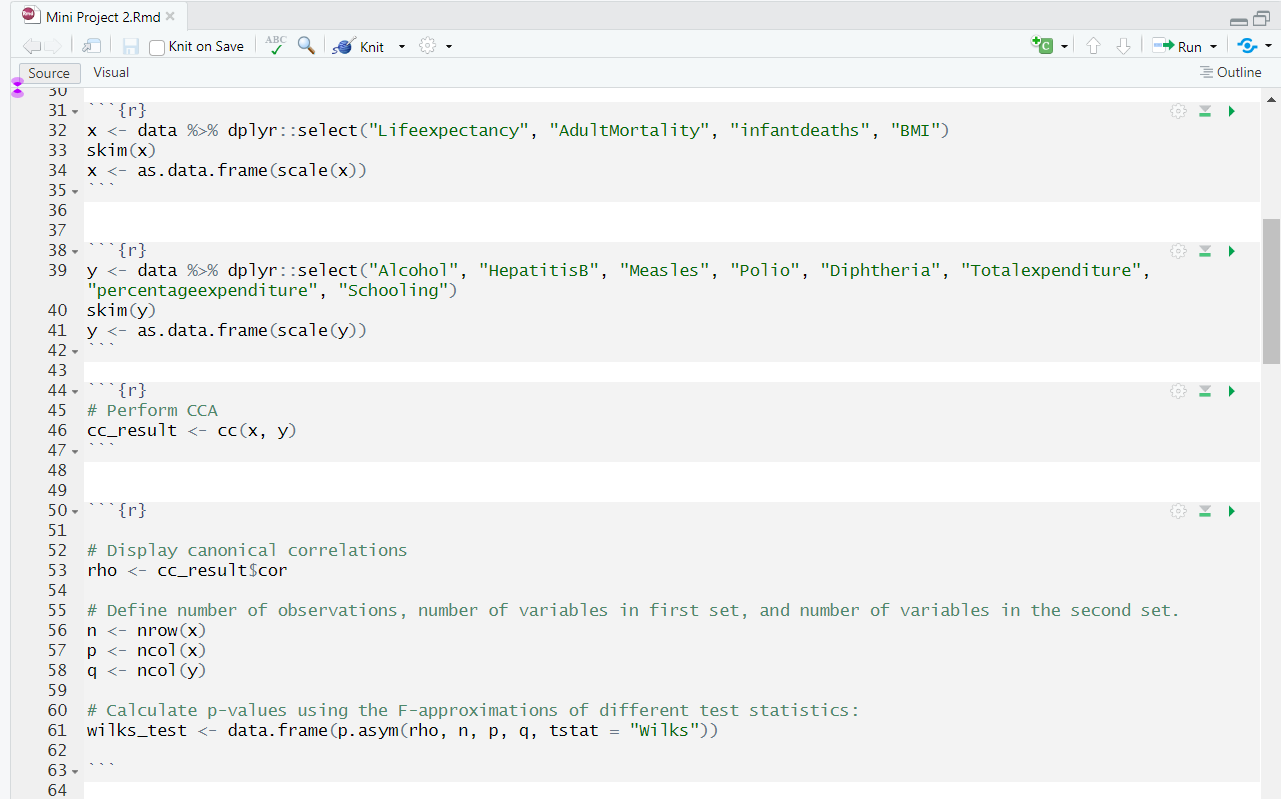 Mini Project 2.Rmd
Knit on Save ABC Knit Run
Source Visual Outline
30
31 ```{r}
32 x <- data %>% dplyr::select("Lifeexpectancy", "AdultMortality", "infantdeaths", "BMI")
33 skim(x)
34 x <- as.data.frame(scale(x))
35 ```
36
37
38 ```{r}
39 y <- data %>% dplyr::select("Alcohol", "HepatitisB", "Measles", "Polio", "Diphtheria", "Totalexpenditure",
"percentageexpenditure", "Schooling")
40 skim(y)
41 y <- as.data.frame(scale(y))
42 ```
43
44 ```{r}
45 # Perform CCA
46 cc_result <- cc(x, y)
47 ```
48
49
50 ```{r}
51
52 # Display canonical correlations
53 rho <- cc_result$cor
54
55 # Define number of observations, number of variables in first set, and number of variables in the second set.
56 n <- nrow(x)
57 p <- ncol(x)
58 q <- ncol(y)
59
60 # Calculate p-values using the F-approximations of different test statistics:
61 wilks_test <- data.frame(p.asym(rho, n, p, q, tstat = "Wilks"))
62
63 ```
64